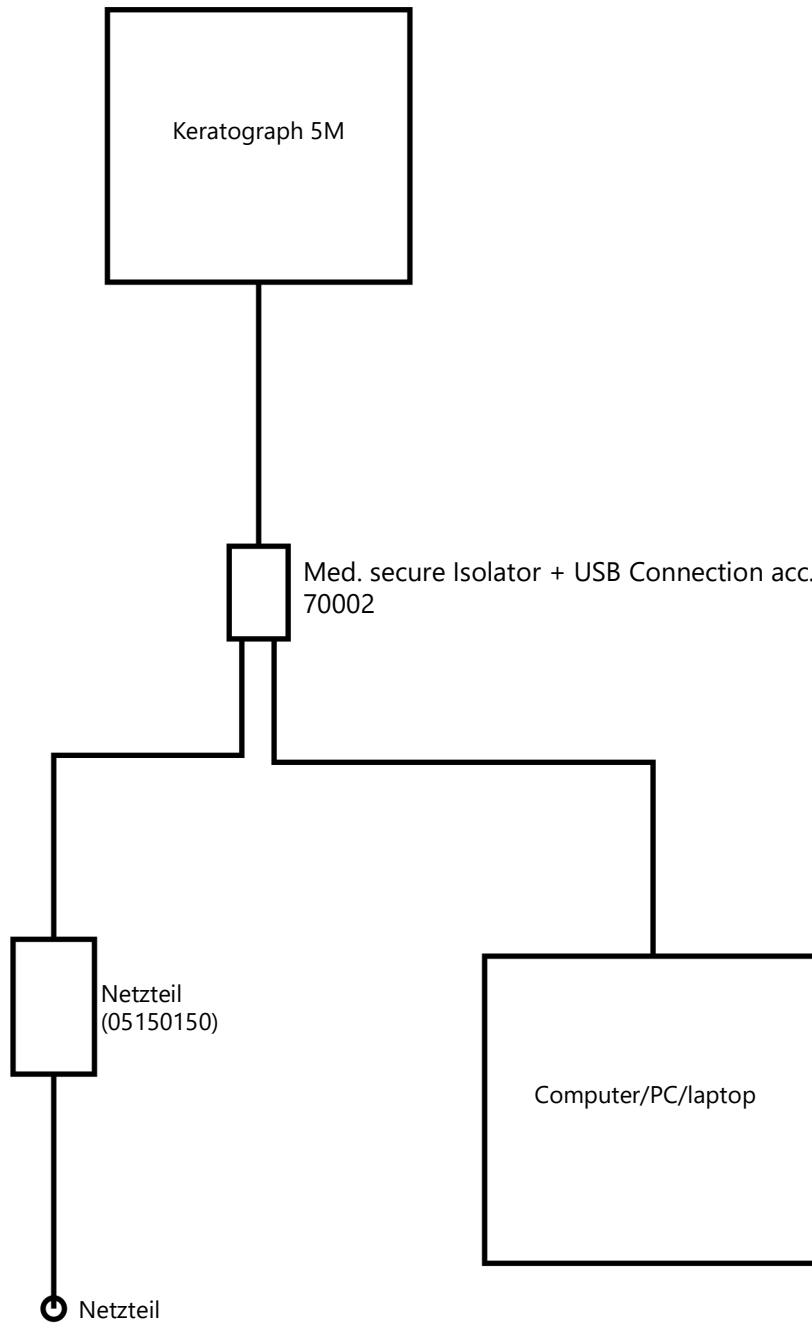 Keratograph 5M
Med. secure Isolator + USB Connection acc.
70002
Netzteil
(05150150)
Computer/PC/laptop
Netzteil